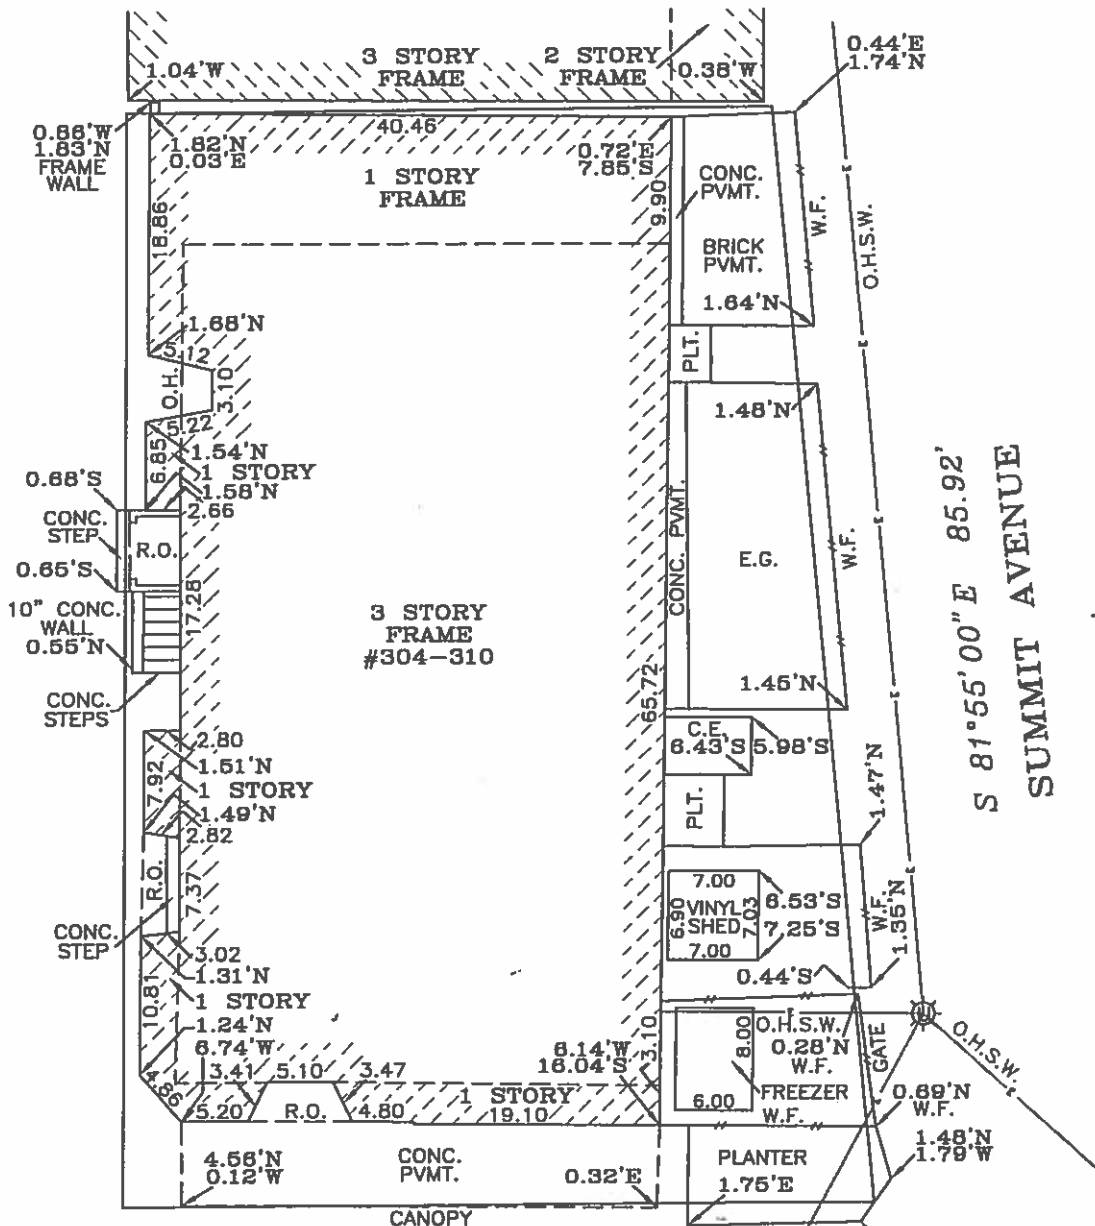 3 STORY
FRAME
2 STORY
FRAME
1.04'W
0.38'W
0.44'E
1.74'N
0.86'W
1.83'N
FRAME
WALL
1.82'N
0.03'E
40.46
0.72'E
7.85'S
1 STORY
FRAME
CONC.
PVMT.
9.90
W.F.
O.H.S.W.
18.86
BRICK
PVMT.
1.64'N
1.68'N
5.12
O.H.
3.10
PLT.
1.48'N
5.22
6.85
1.54'N
1 STORY
1.58'N
2.66
0.68'S
CONC.
STEP
R.O.
0.65'S
10" CONC.
WALL
0.55'N
17.28
CONC.
STEPS
3 STORY
FRAME
#304-310
CONC. PVMT.
E.G.
W.F.
S 81°55'00"E 85.92'
SUMMIT AVENUE
65.72
1.45'N
2.80
1.51'N
7.92
1 STORY
1.49'N
2.82
C.E.
6.43'S
5.98'S
PLT.
1.47'N
R.O.
7.37
CONC.
STEP
7.00
6.90
VINYL
SHED
7.03
7.00
6.53'S
7.25'S
W.F.
1.35'N
3.02
1.31'N
10.81
1 STORY
1.24'N
0.44'S
6.74'W
3.41
5.10
3.47
4.86
5.20
R.O.
4.80
1 STORY
19.10
6.14'W
16.04'S
3.10
O.H.S.W.
0.28'N
W.F.
8.00
6.00
FREEZER
W.F.
GATE
O.H.S.W.
0.69'N
W.F.
1.48'N
1.79'W
4.56'N
0.12'W
CONC.
PVMT.
0.32'E
PLANTER
1.75'E
CANOPY